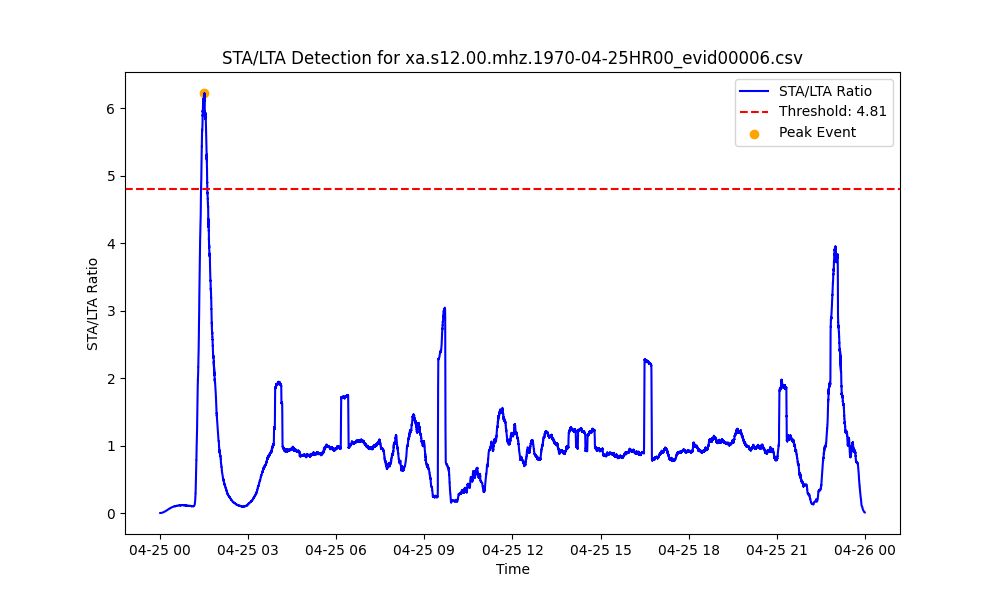 STA/LTA Detection for xa.s12.00.mhz.1970-04-25HR00_evid00006.csv
STA/LTA Ratio
Threshold: 4.81
Peak Event
6
5
4
3
2
1
0
STA/LTA Ratio
04-25 00 04-25 03 04-25 06 04-25 09 04-25 12 04-25 15 04-25 18 04-25 21 04-26 00
Time